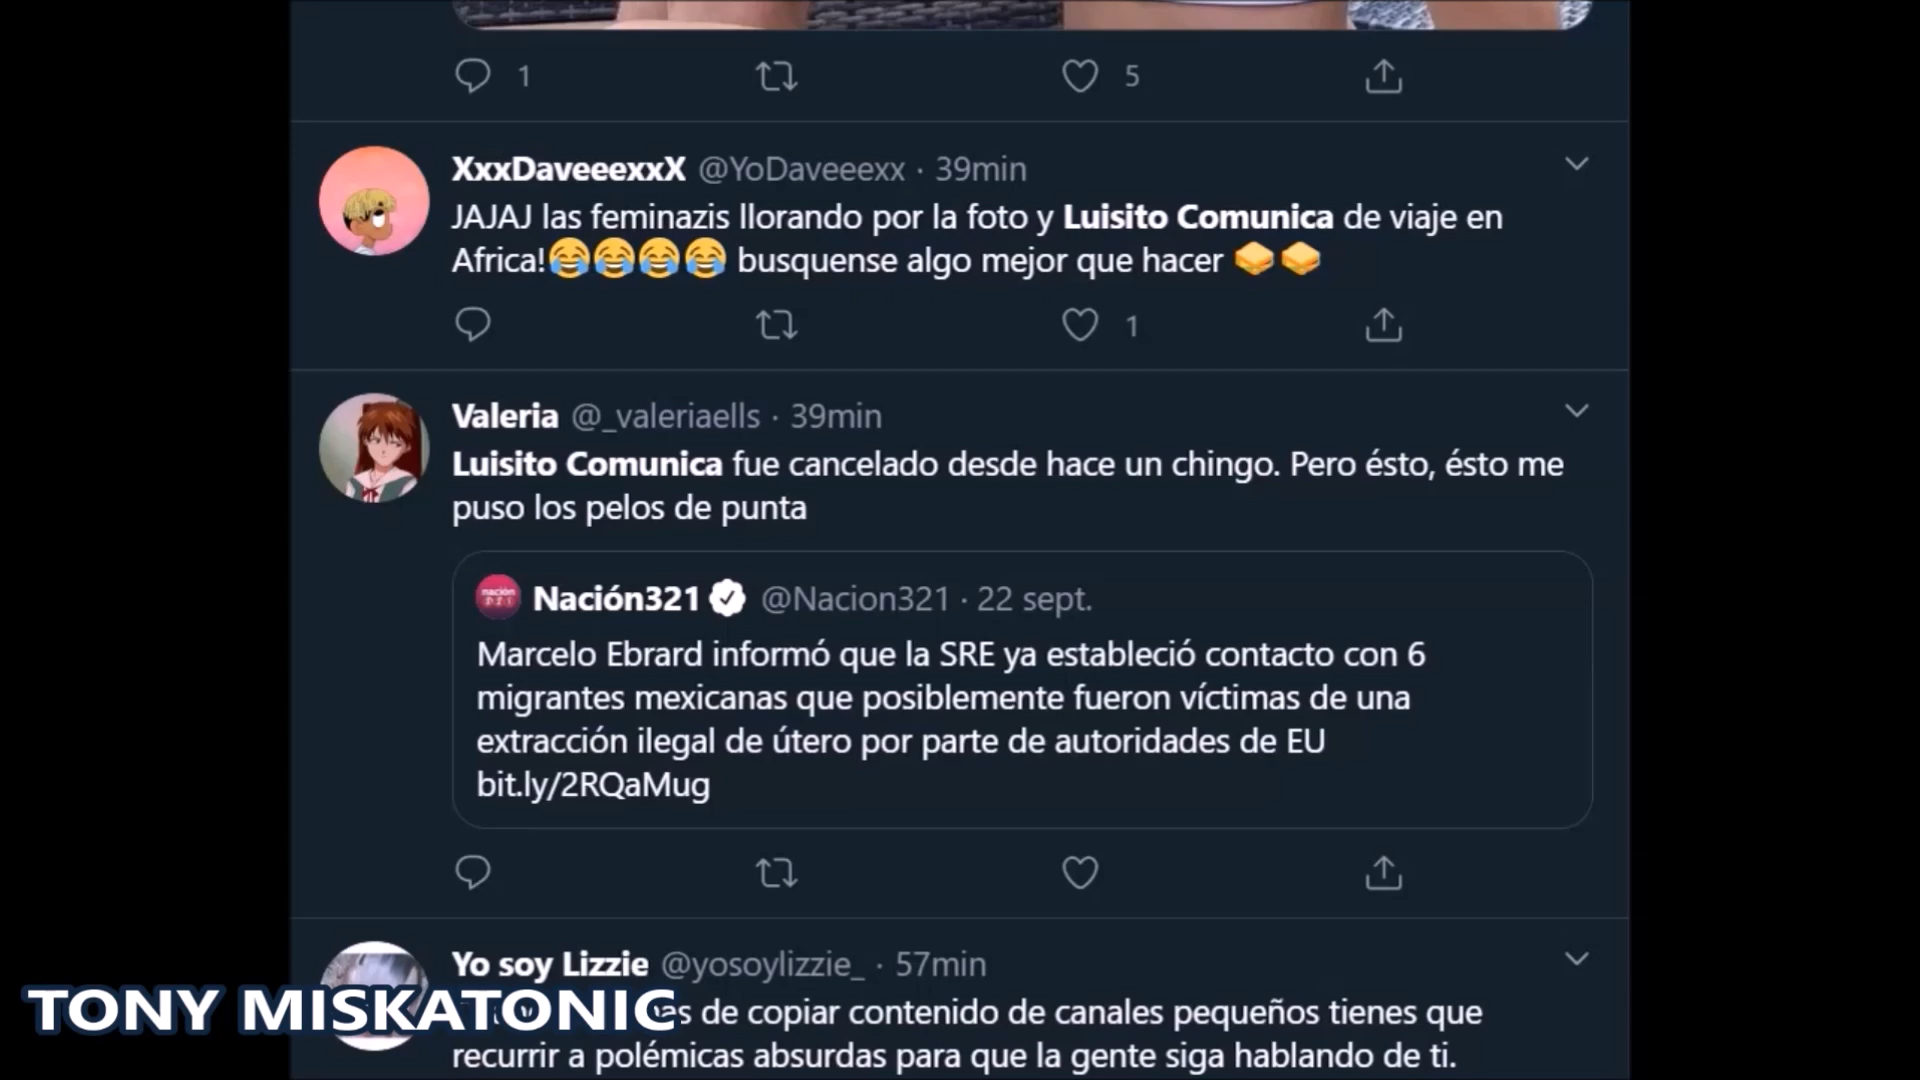 1
5
XxxDaveeexxX @YoDaveeexx · 39min
JAJAJ las feminazis llorando por la foto y Luisito Comunica de viaje en
Africa!😂😂😂😂 busquense algo mejor que hacer 🥪🥪
1
Valeria @_valeriaells · 39min
Luisito Comunica fue cancelado desde hace un chingo. Pero ésto, ésto me
puso los pelos de punta
nación
321
Nación321 @Nacion321 · 22 sept.
Marcelo Ebrard informó que la SRE ya estableció contacto con 6
migrantes mexicanas que posiblemente fueron víctimas de una
extracción ilegal de útero por parte de autoridades de EU
bit.ly/2RQaMug
Yo soy Lizzie @yosoylizzie_ · 57min
de copiar contenido de canales pequeños tienes que
recurrir a polémicas absurdas para que la gente siga hablando de ti.
TONY MISKATONIC